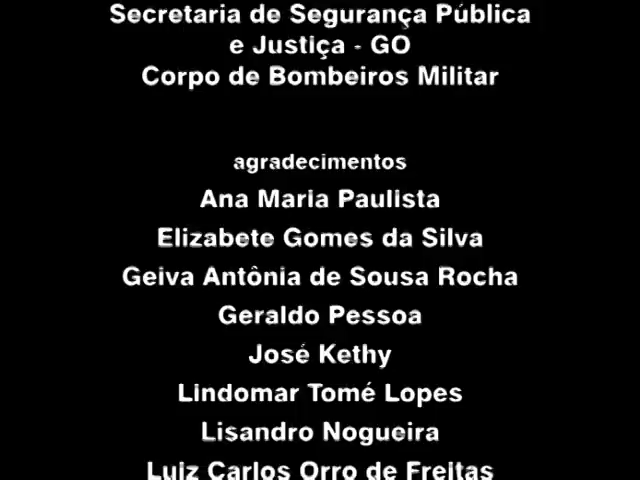 Secretaria de Segurança Pública
e Justiça - GO
Corpo de Bombeiros Militar
agradecimentos
Ana Maria Paulista
Elizabete Gomes da Silva
Geiva Antônia de Sousa Rocha
Geraldo Pessoa
José Kethy
Lindomar Tomé Lopes
Lisandro Nogueira
Luiz Carlos Orro de Freitas